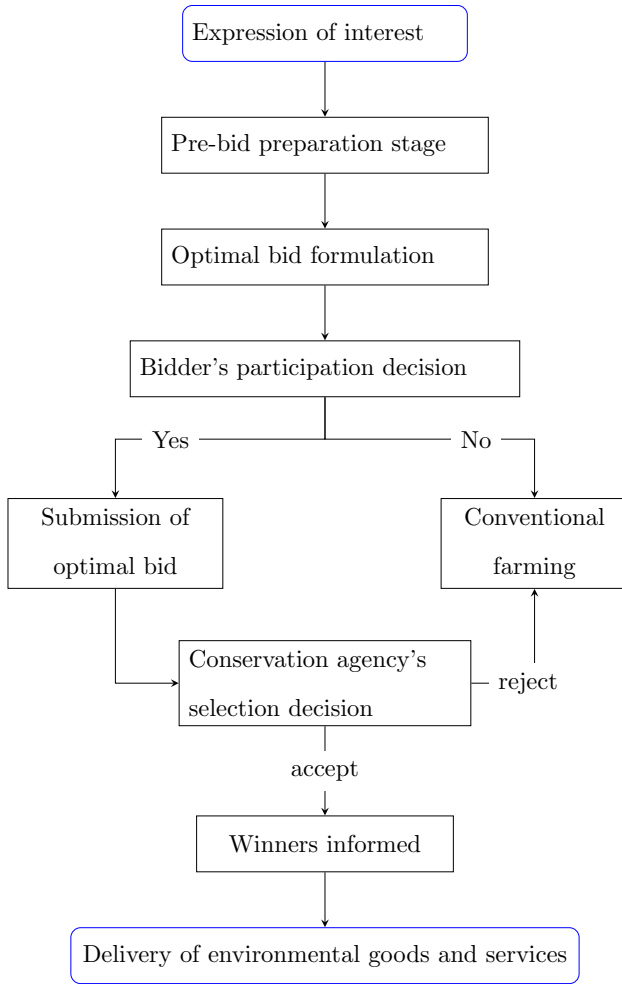 Expression of interest
Pre-bid preparation stage
Optimal bid formulation
Bidder's participation decision
Yes
No
Submission of
optimal bid
Conventional
farming
Conservation agency's
selection decision
reject
accept
Winners informed
Delivery of environmental goods and services